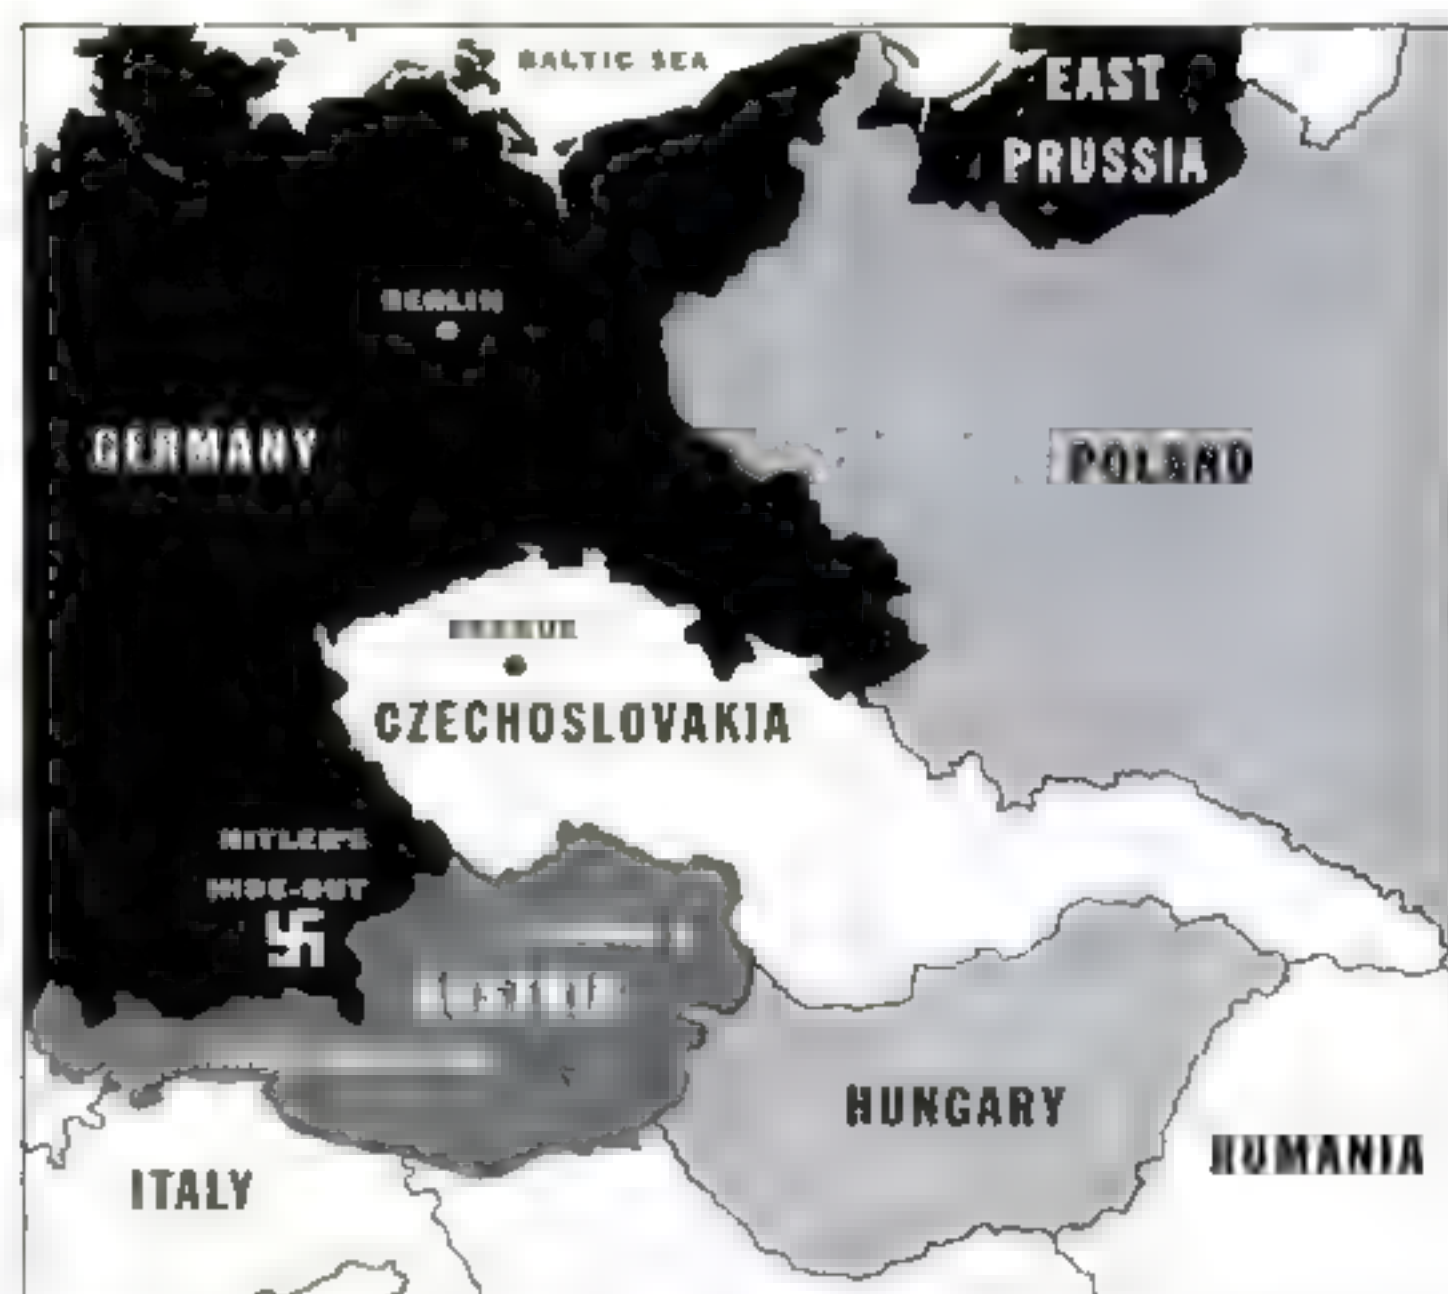 BALTIC SEA
EAST
PRUSSIA
BERLIN
GERMANY
POLAND
CZECHOSLOVAKIA
HITLER'S
HIDE-OUT
HUNGARY
RUMANIA
ITALY